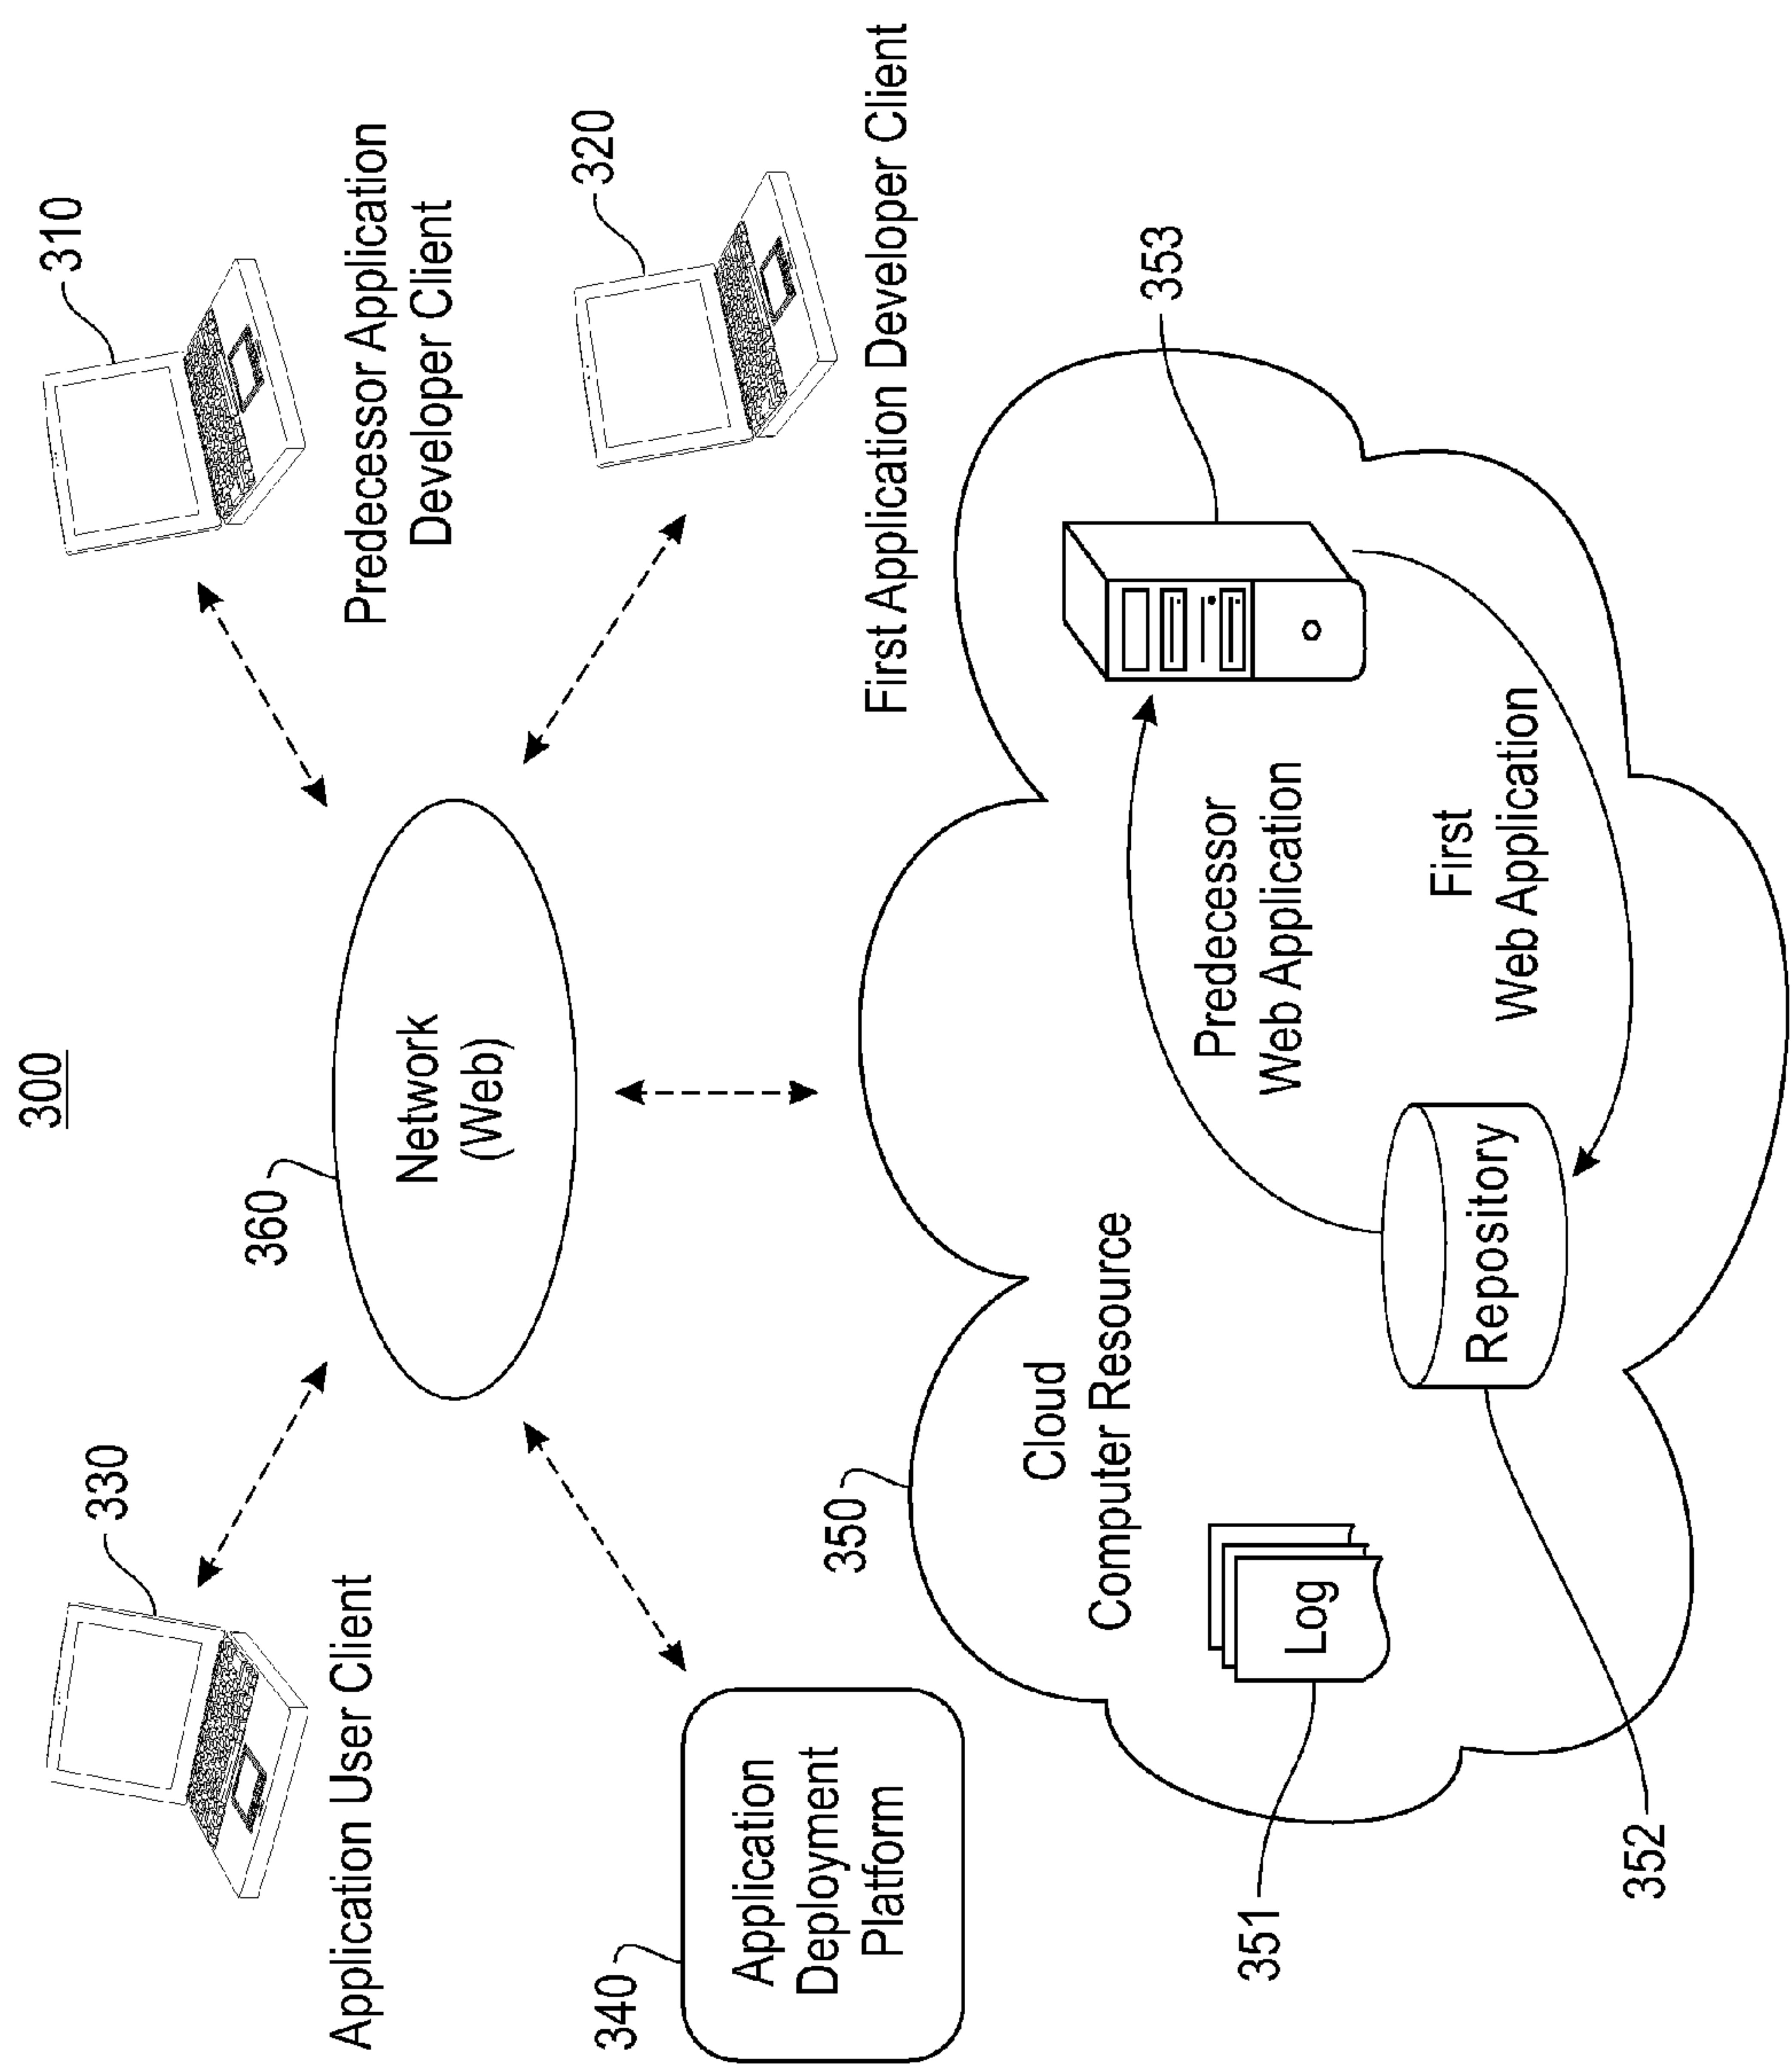 300
330
310
Application User Client
360
Network
(Web)
Predecessor Application
Developer Client
340
Application
Deployment
Platform
320
First Application Developer Client
350
Cloud
Computer Resource
353
Predecessor
Web Application
Log
Repository
First
Web Application
351
352